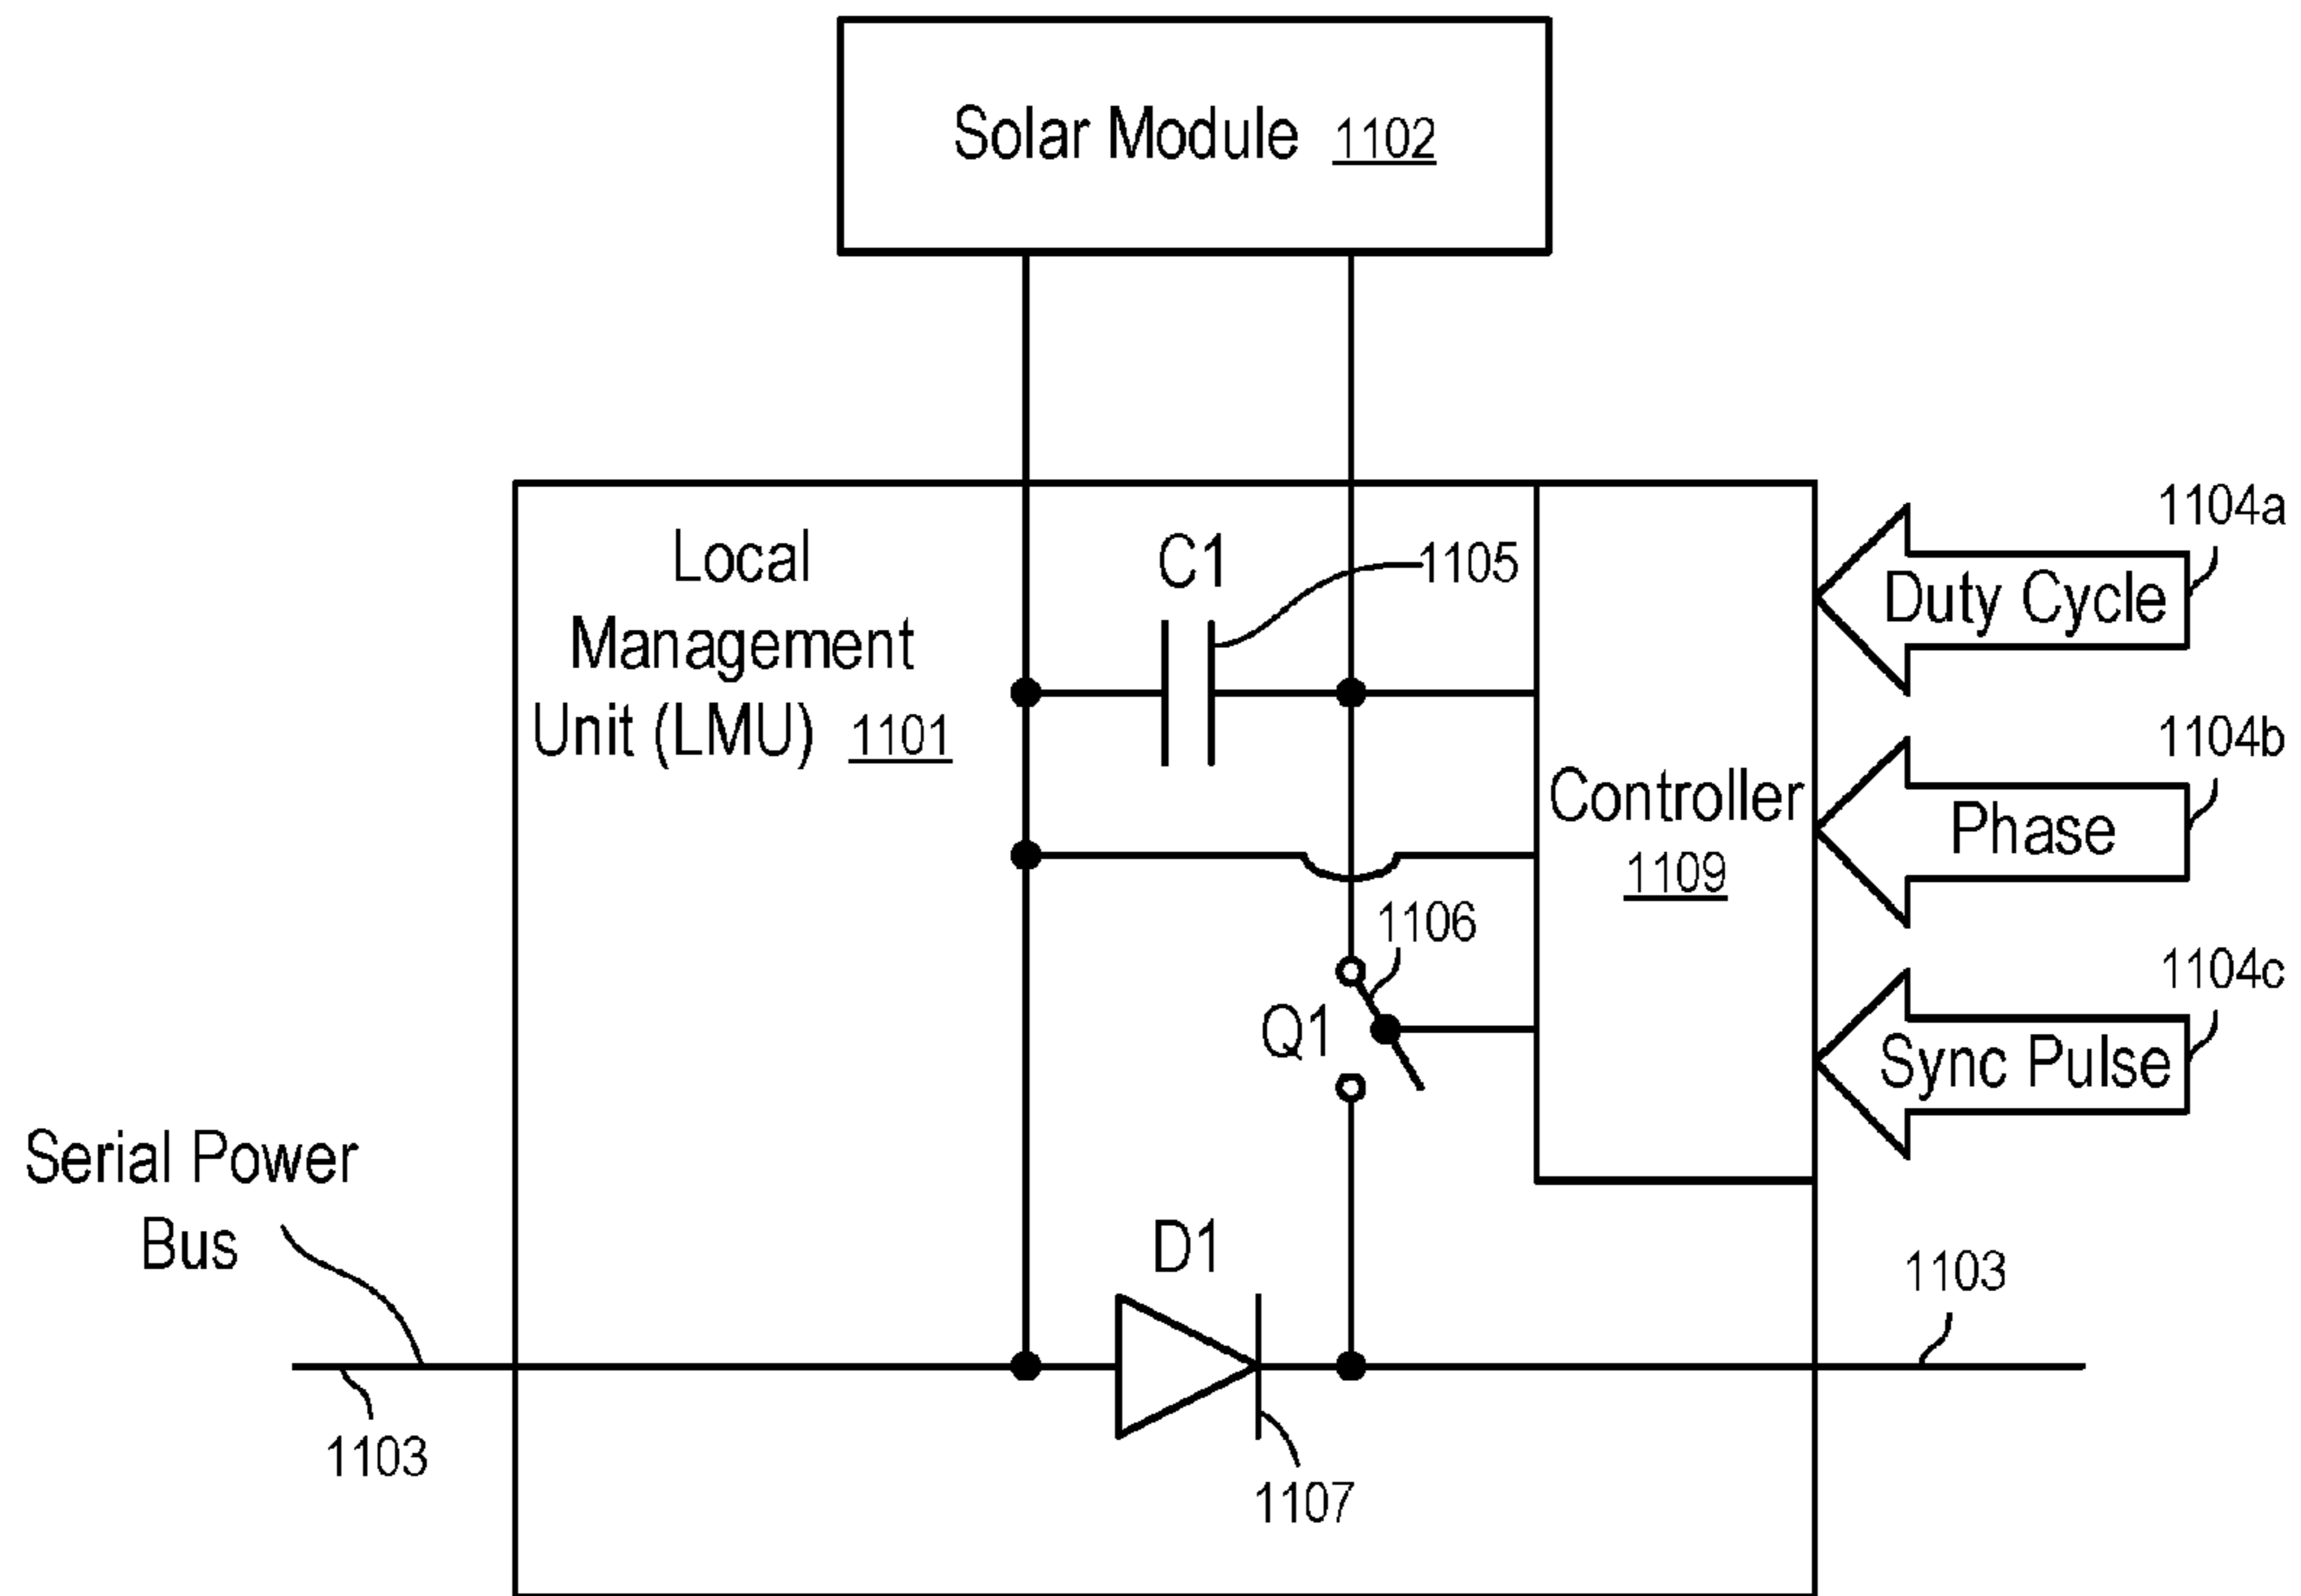 Solar Module 1102
Local
Management
Unit (LMU) 1101
C1
1105
Controller
1109
1104a
Duty Cycle
1104b
Phase
1104c
Sync Pulse
1106
Q1
Serial Power
Bus
D1
1103
1103
1107